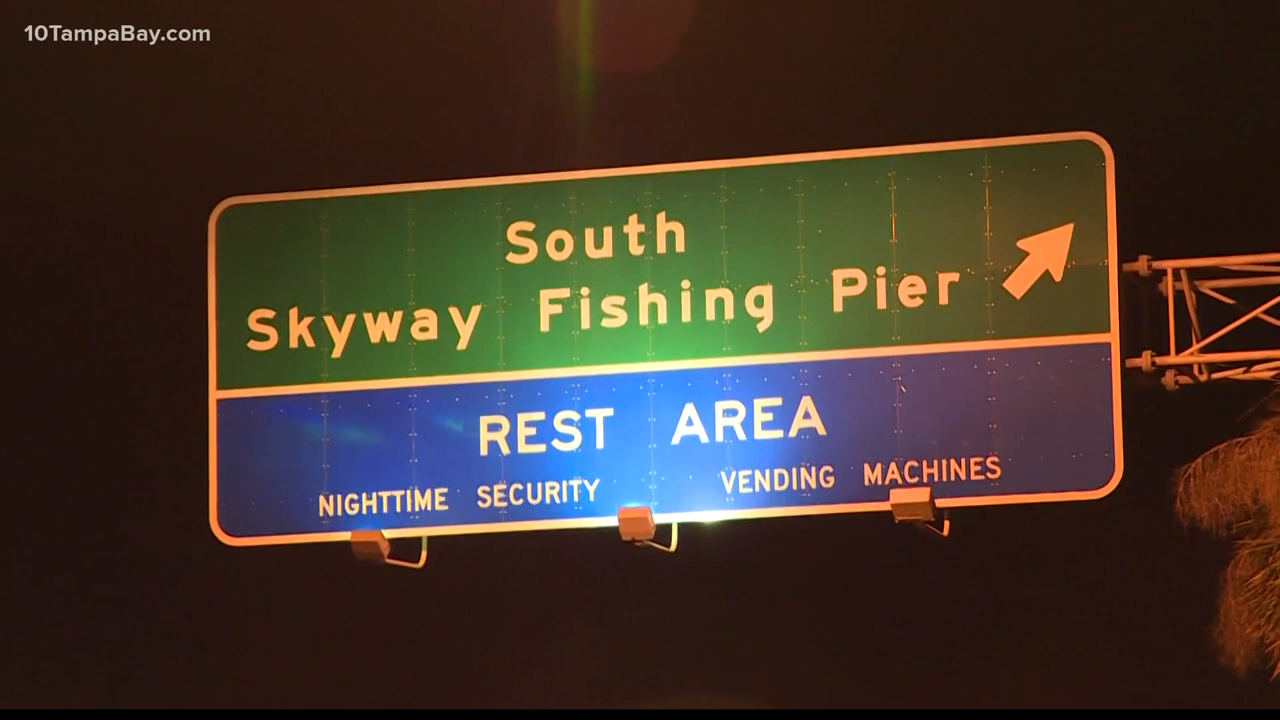 10TampaBay.com
South
Skyway Fishing Pier
REST AREA
NIGHTTIME SECURITY VENDING MACHINES